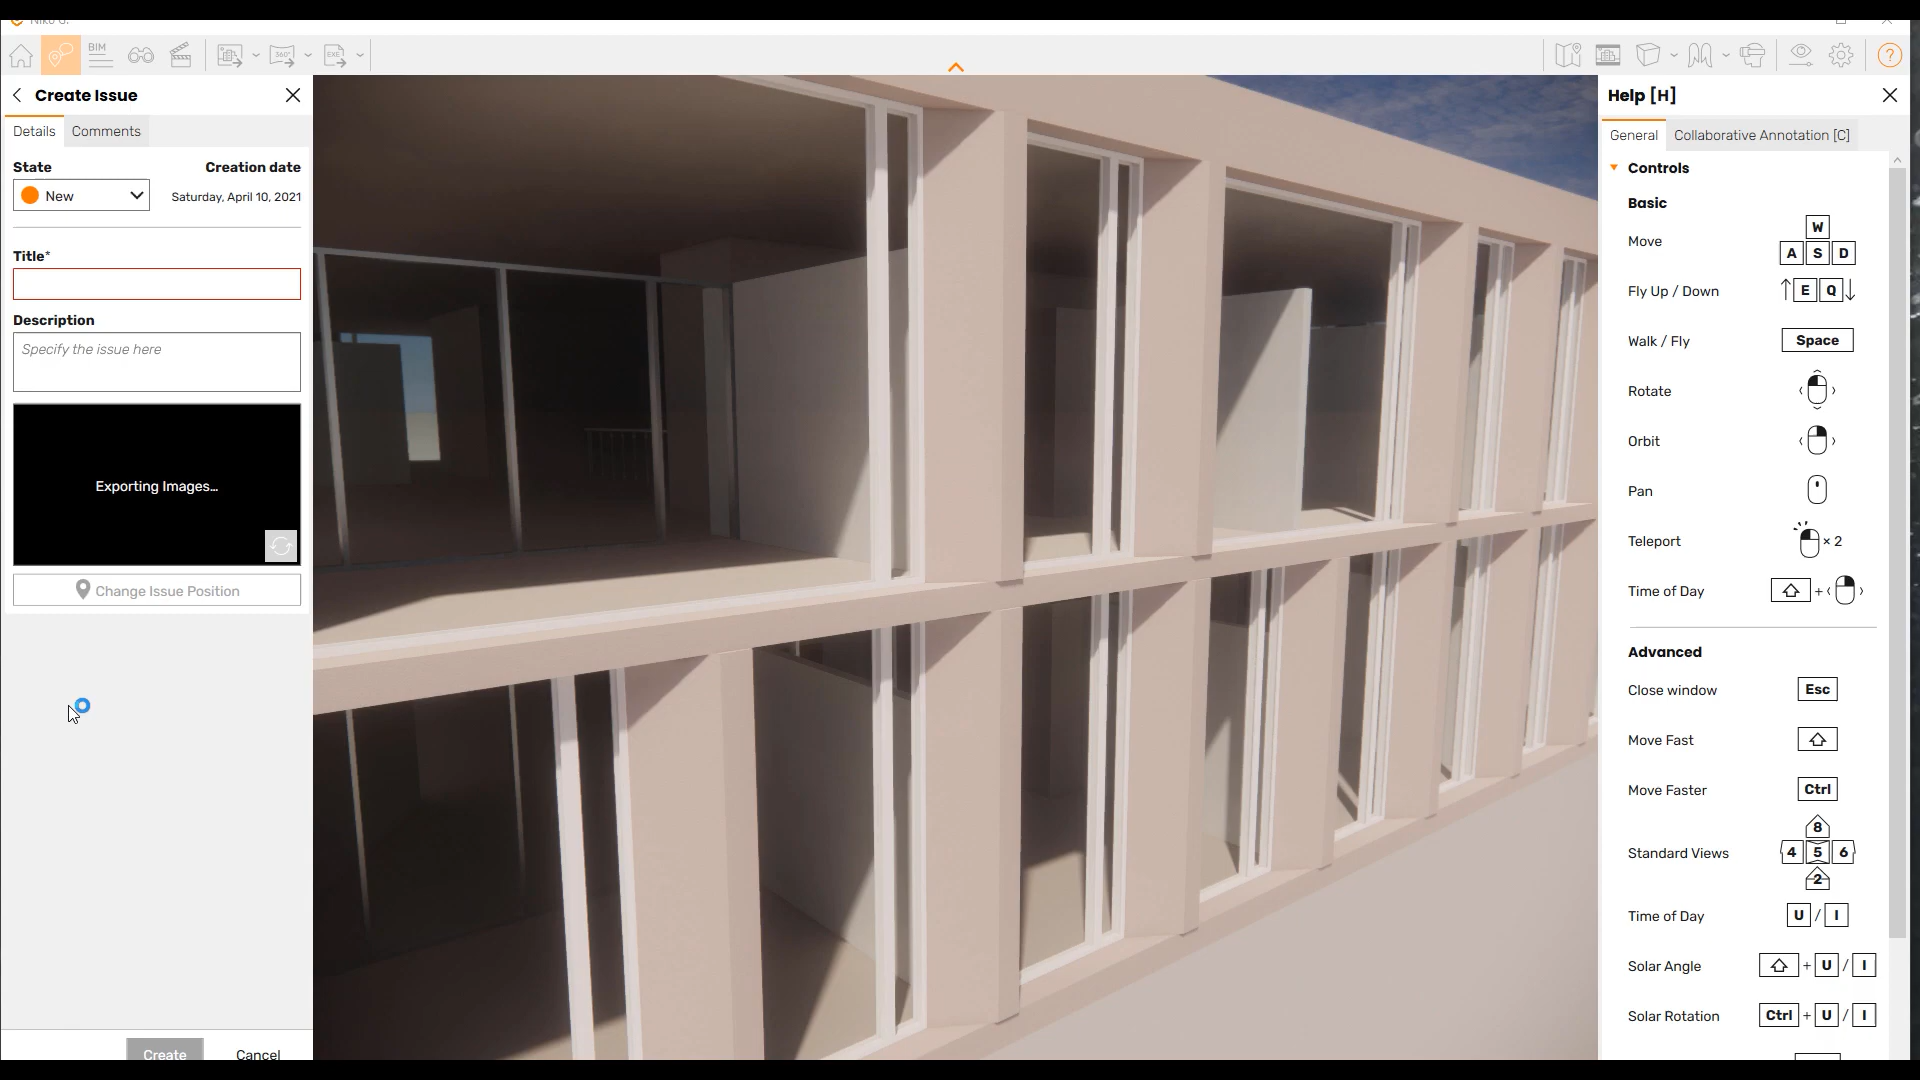 Niko G.
BIM
360°
EXE
?
Create Issue
Details
Comments
State
Creation date
New
Saturday, April 10, 2021
Title*
Description
Specify the issue here
Exporting Images...
Change Issue Position
Create
Cancel
Help [H]
General
Collaborative Annotation [C]
Controls
Basic
Move
W
A S D
Fly Up / Down
E Q
Walk / Fly
Space
Rotate
Orbit
Pan
Teleport
× 2
Time of Day
+
Advanced
Close window
Esc
Move Fast
Move Faster
Ctrl
Standard Views
8
4 5 6
2
Time of Day
U / I
Solar Angle
+ U / I
Solar Rotation
Ctrl + U / I